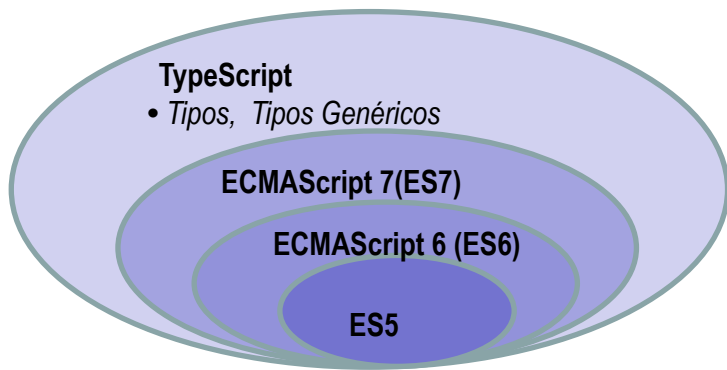 TypeScript
• Tipos, Tipos Genéricos
ECMAScript 7(ES7)
ECMAScript 6 (ES6)
ES5